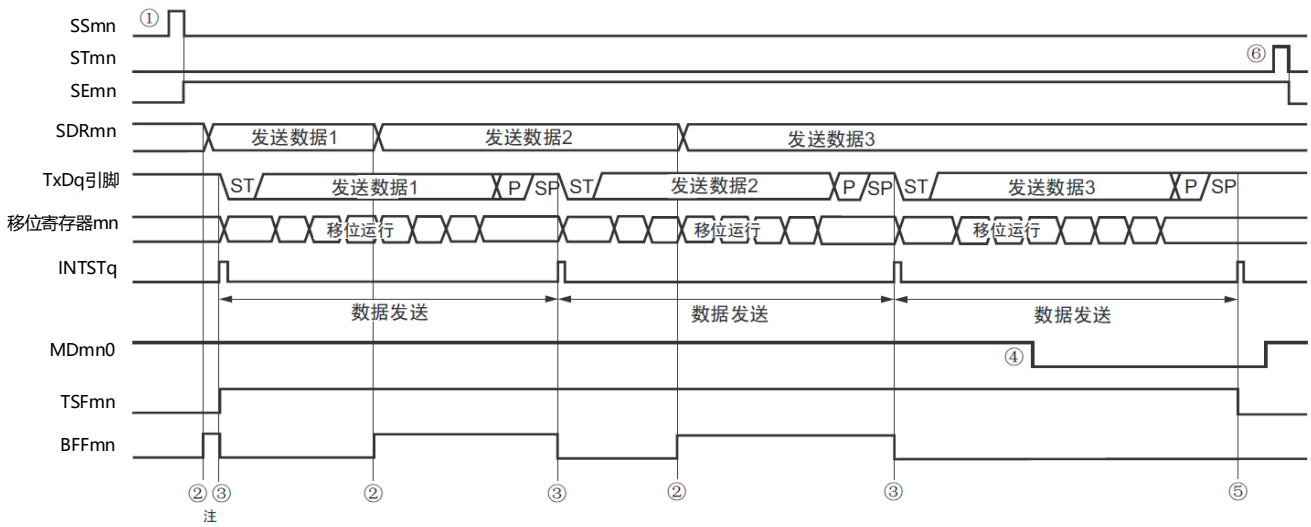 SSmn ①
STmn ⑥
SEmn
SDRmn 发送数据1 发送数据2 发送数据3
TxDq引脚 ST 发送数据1 P SP ST 发送数据2 P SP ST 发送数据3 P SP
移位寄存器mn 移位运行 移位运行 移位运行
INTSTq
数据发送 数据发送 数据发送
MDmn0 ④
TSFmn
BFFmn
② ③ ② ③ ② ③ ⑤
注